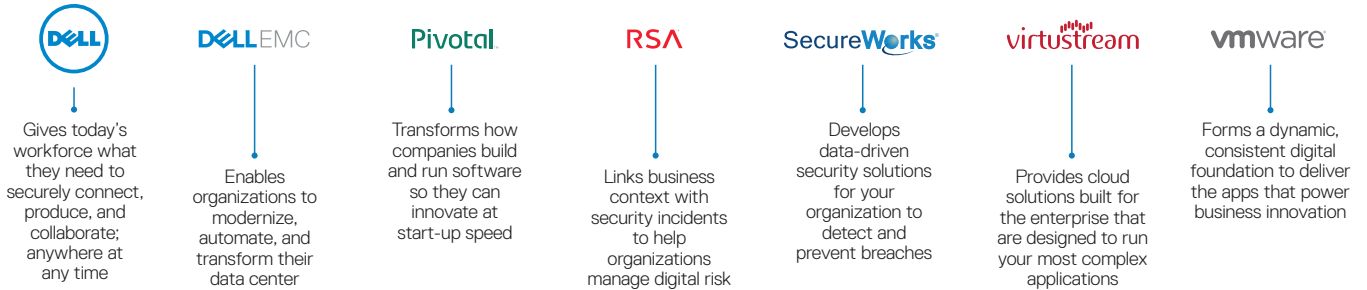 DELL
Gives today's
workforce what
they need to
securely connect,
produce, and
collaborate;
anywhere at
any time
DELLEMC
Enables
organizations to
modernize,
automate, and
transform their
data center
Pivotal
Transforms how
companies build
and run software
so they can
innovate at
start-up speed
RSA
Links business
context with
security incidents
to help
organizations
manage digital risk
SecureWorks®
Develops
data-driven
security solutions
for your
organization to
detect and
prevent breaches
virtustream
Provides cloud
solutions built for
the enterprise that
are designed to run
your most complex
applications
vmware
Forms a dynamic,
consistent digital
foundation to deliver
the apps that power
business innovation